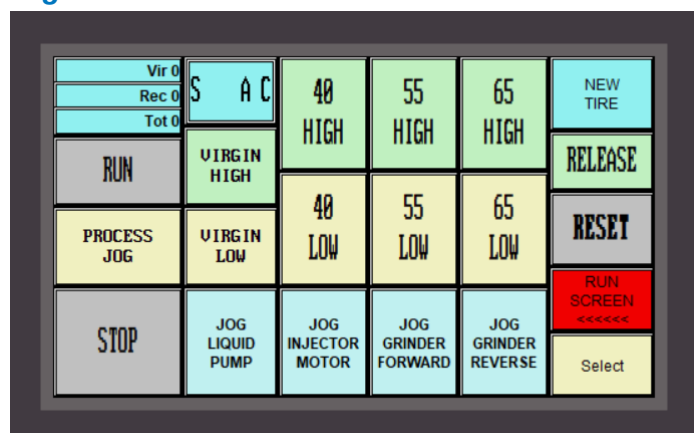 Vir 0
Rec 0
Tot 0
S A C
40
HIGH
55
HIGH
65
HIGH
NEW
TIRE
RUN
VIRGIN
HIGH
RELEASE
PROCESS
JOG
VIRGIN
LOW
40
LOW
55
LOW
65
LOW
RESET
STOP
JOG
LIQUID
PUMP
JOG
INJECTOR
MOTOR
JOG
GRINDER
FORWARD
JOG
GRINDER
REVERSE
RUN
SCREEN
<<<<<<
Select